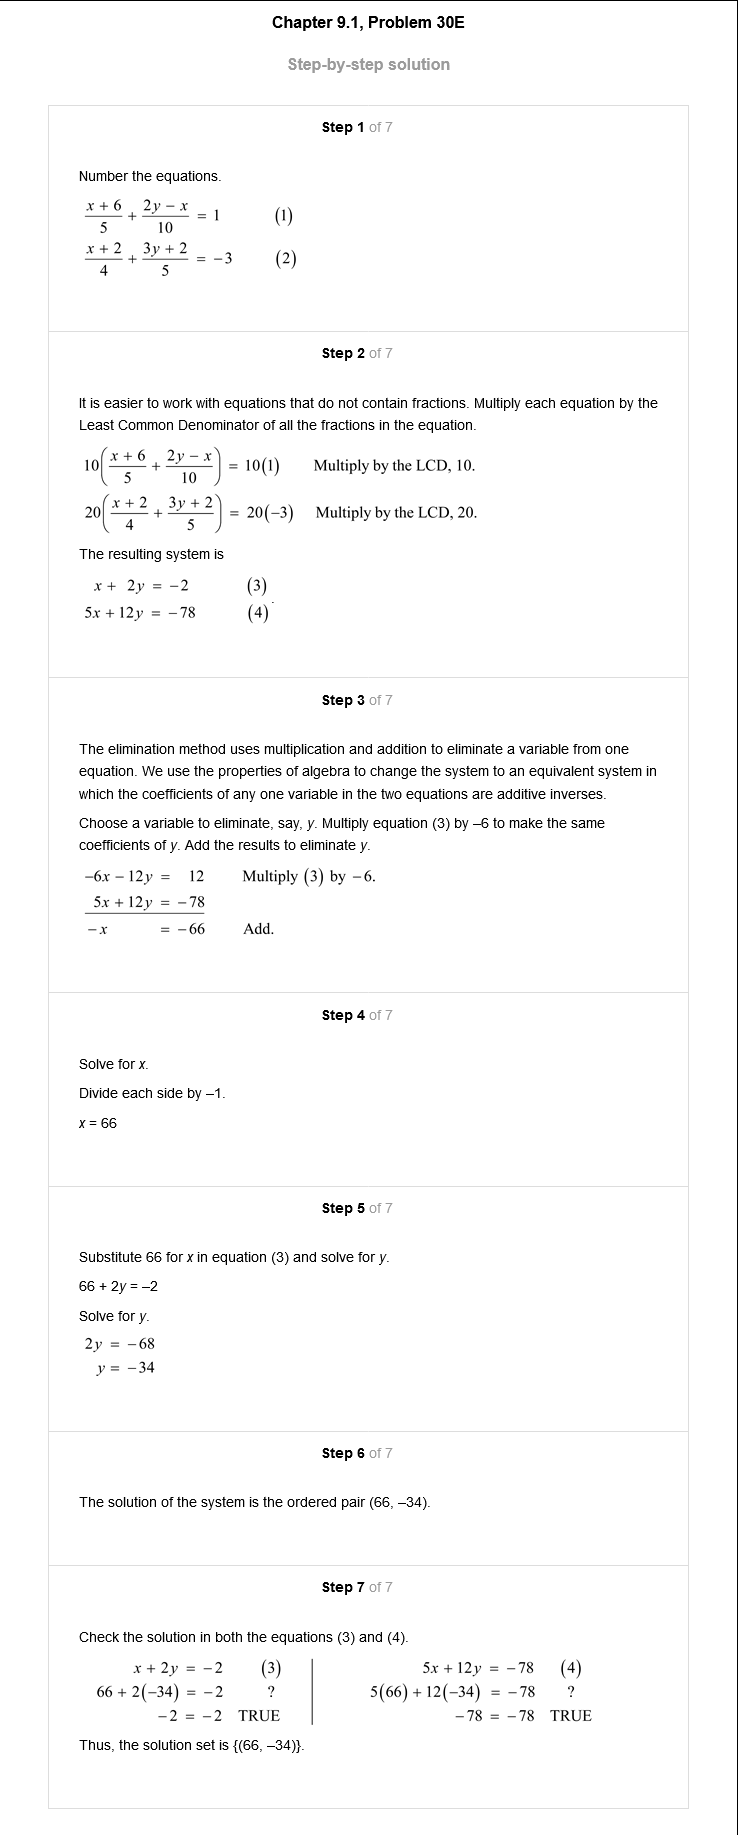 Chapter 9.1, Problem 30E
Step-by-step solution
Step 1 of 7
Number the equations.
(x + 6)/5 + (2y − x)/10 = 1 (1)
(x + 2)/4 + (3y + 2)/5 = −3 (2)
Step 2 of 7
It is easier to work with equations that do not contain fractions. Multiply each equation by the
Least Common Denominator of all the fractions in the equation.
10((x + 6)/5 + (2y − x)/10) = 10(1) Multiply by the LCD, 10.
20((x + 2)/4 + (3y + 2)/5) = 20(−3) Multiply by the LCD, 20.
The resulting system is
x + 2y = −2 (3)
5x + 12y = −78 (4).
Step 3 of 7
The elimination method uses multiplication and addition to eliminate a variable from one
equation. We use the properties of algebra to change the system to an equivalent system in
which the coefficients of any one variable in the two equations are additive inverses.
Choose a variable to eliminate, say, y. Multiply equation (3) by –6 to make the same
coefficients of y. Add the results to eliminate y.
−6x − 12y = 12 Multiply (3) by −6.
5x + 12y = −78
−x = −66 Add.
Step 4 of 7
Solve for x.
Divide each side by –1.
x = 66
Step 5 of 7
Substitute 66 for x in equation (3) and solve for y.
66 + 2y = –2
Solve for y.
2y = −68
y = −34
Step 6 of 7
The solution of the system is the ordered pair (66, –34).
Step 7 of 7
Check the solution in both the equations (3) and (4).
x + 2y = −2 (3) 5x + 12y = −78 (4)
66 + 2(−34) = −2 ? 5(66) + 12(−34) = −78 ?
−2 = −2 TRUE −78 = −78 TRUE
Thus, the solution set is {(66, –34)}.